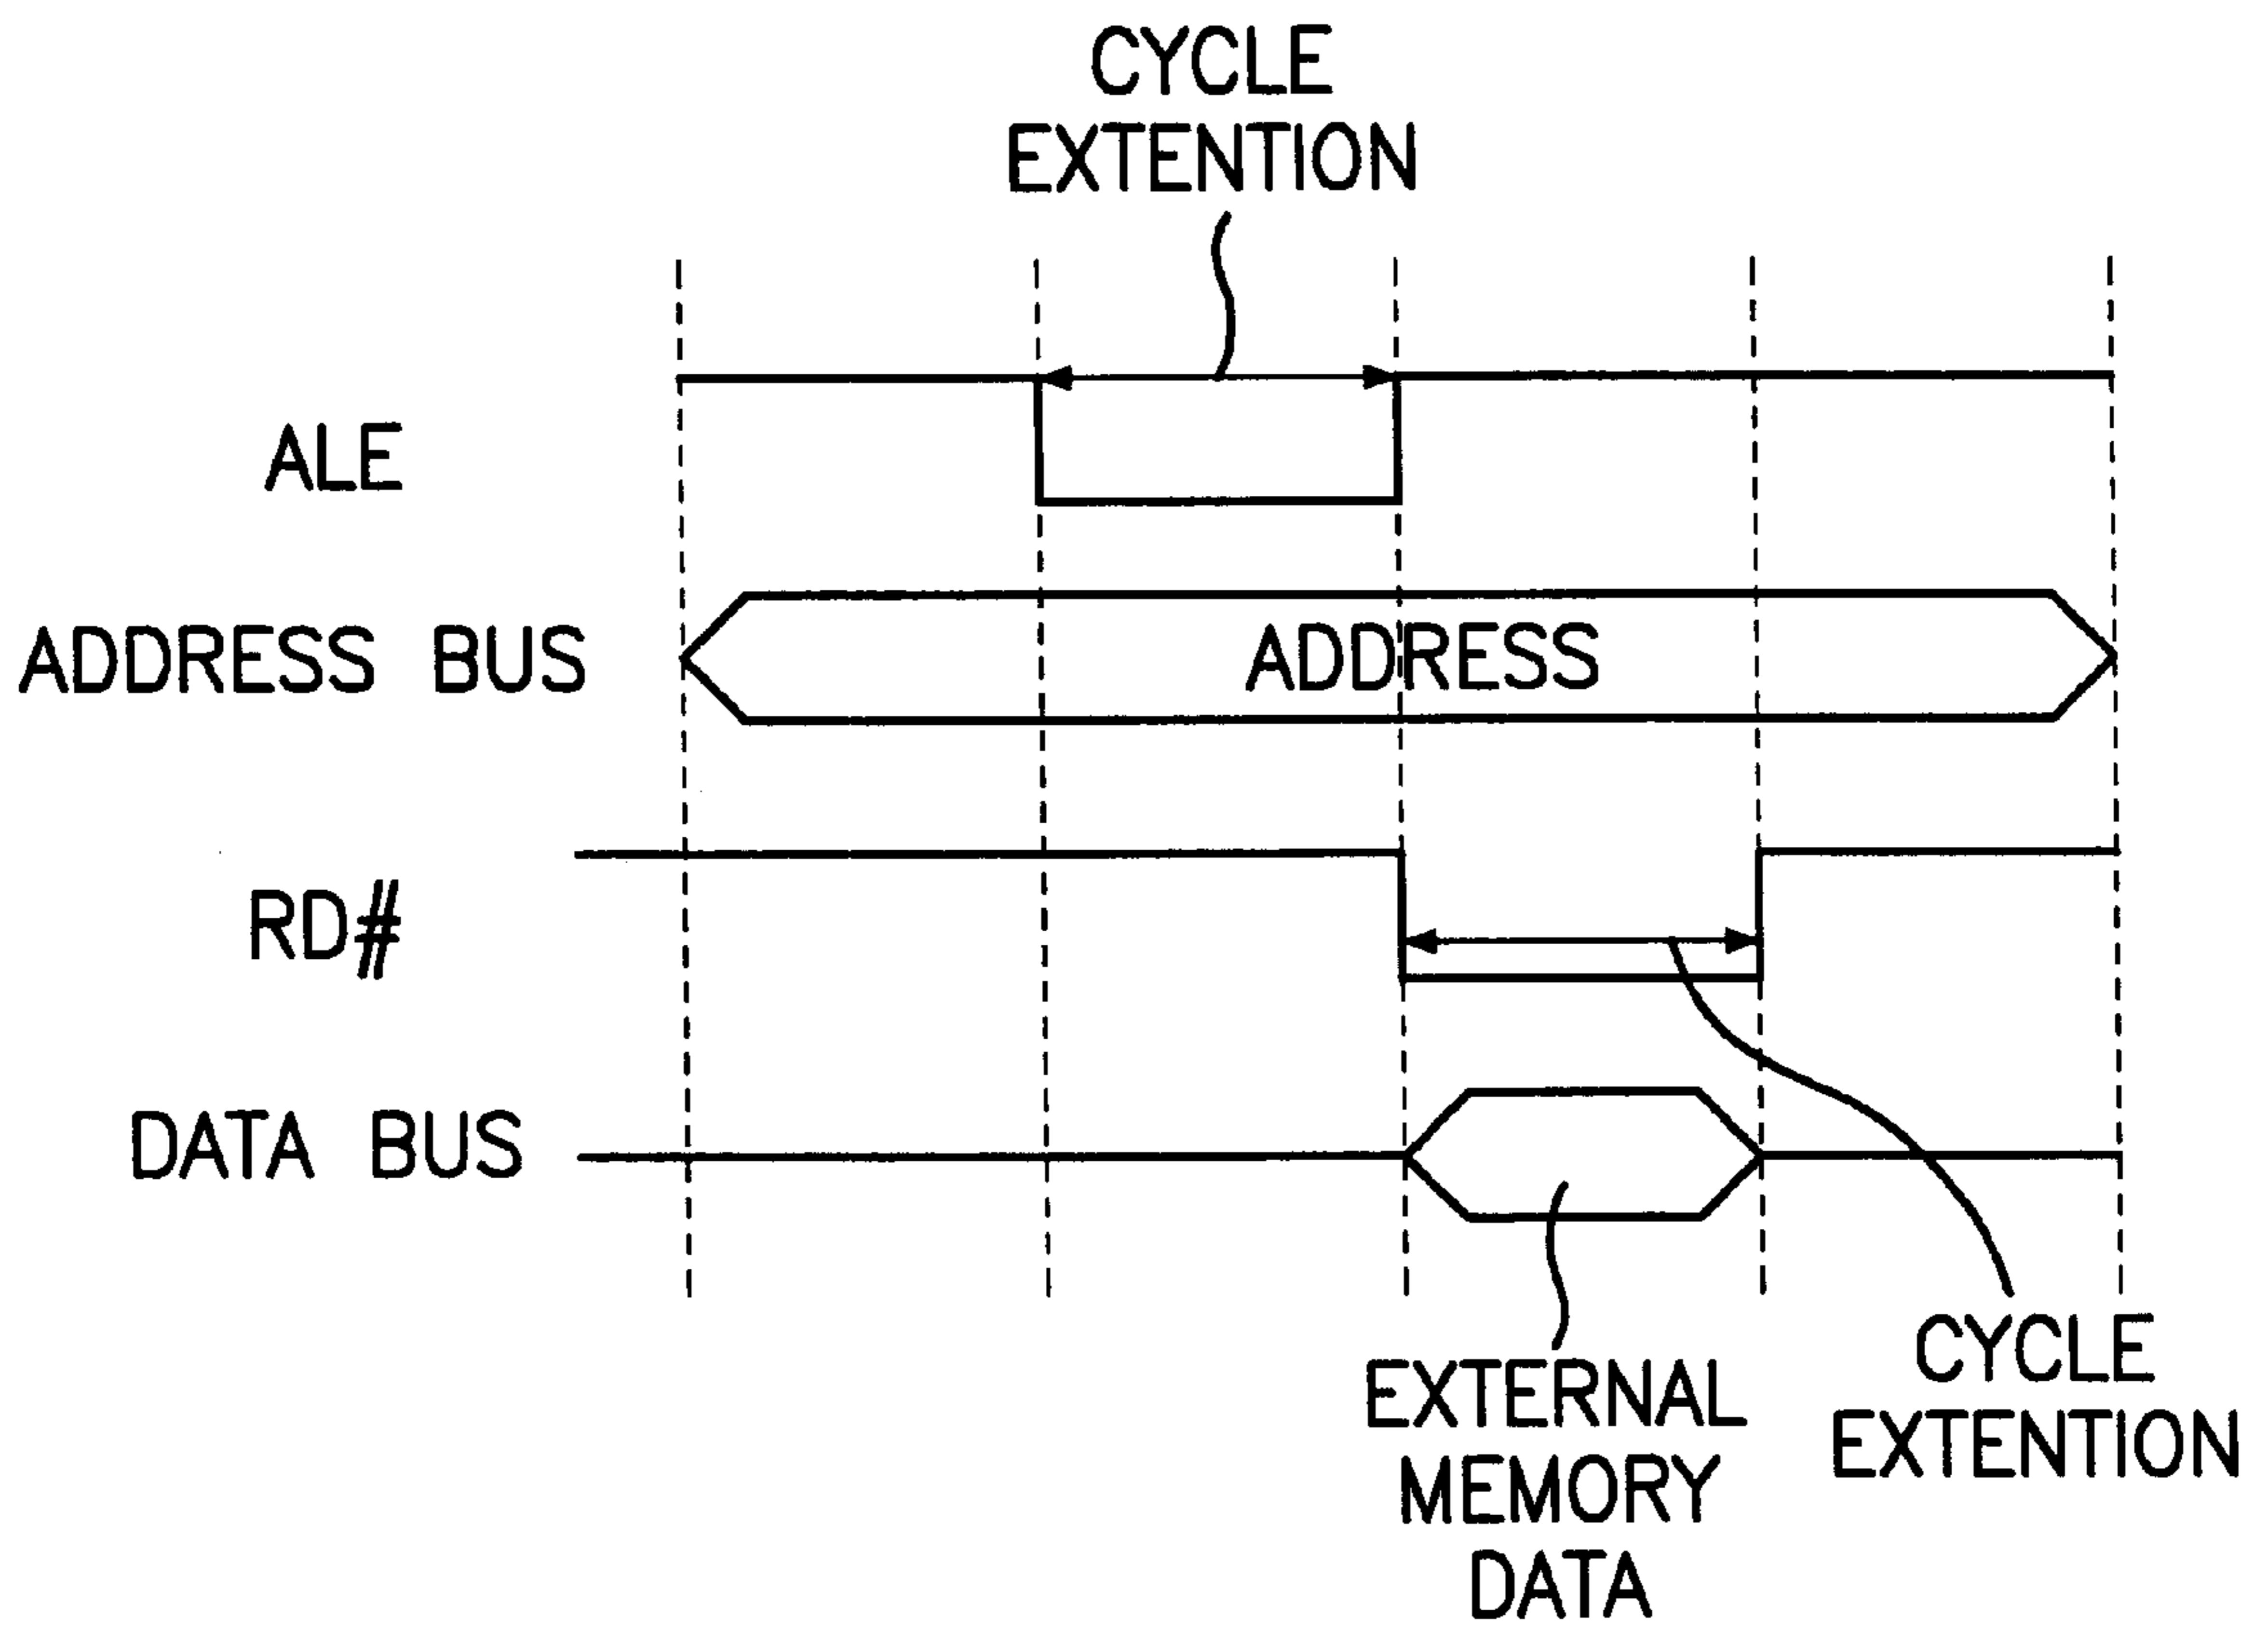 CYCLE
EXTENTION
ALE
ADDRESS BUS
ADDRESS
RD#
DATA BUS
EXTERNAL
MEMORY
DATA
CYCLE
EXTENTION